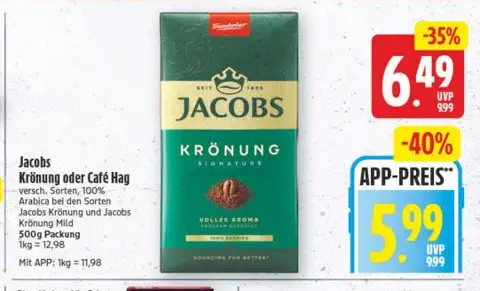 Jacobs
Krönung oder Café Hag
versch. Sorten, 100%
Arabica bei den Sorten
Jacobs Krönung und Jacobs
Krönung Mild
500g Packung
1kg = 12,98
Mit APP: 1kg = 11,98
SEIT 1895
JACOBS
KRÖNUNG
SIGNATURE
VOLLES AROMA
100% ARABICA
-35%
6.49
UVP
9.99
-40%
APP-PREIS**
5.99
UVP
9.99